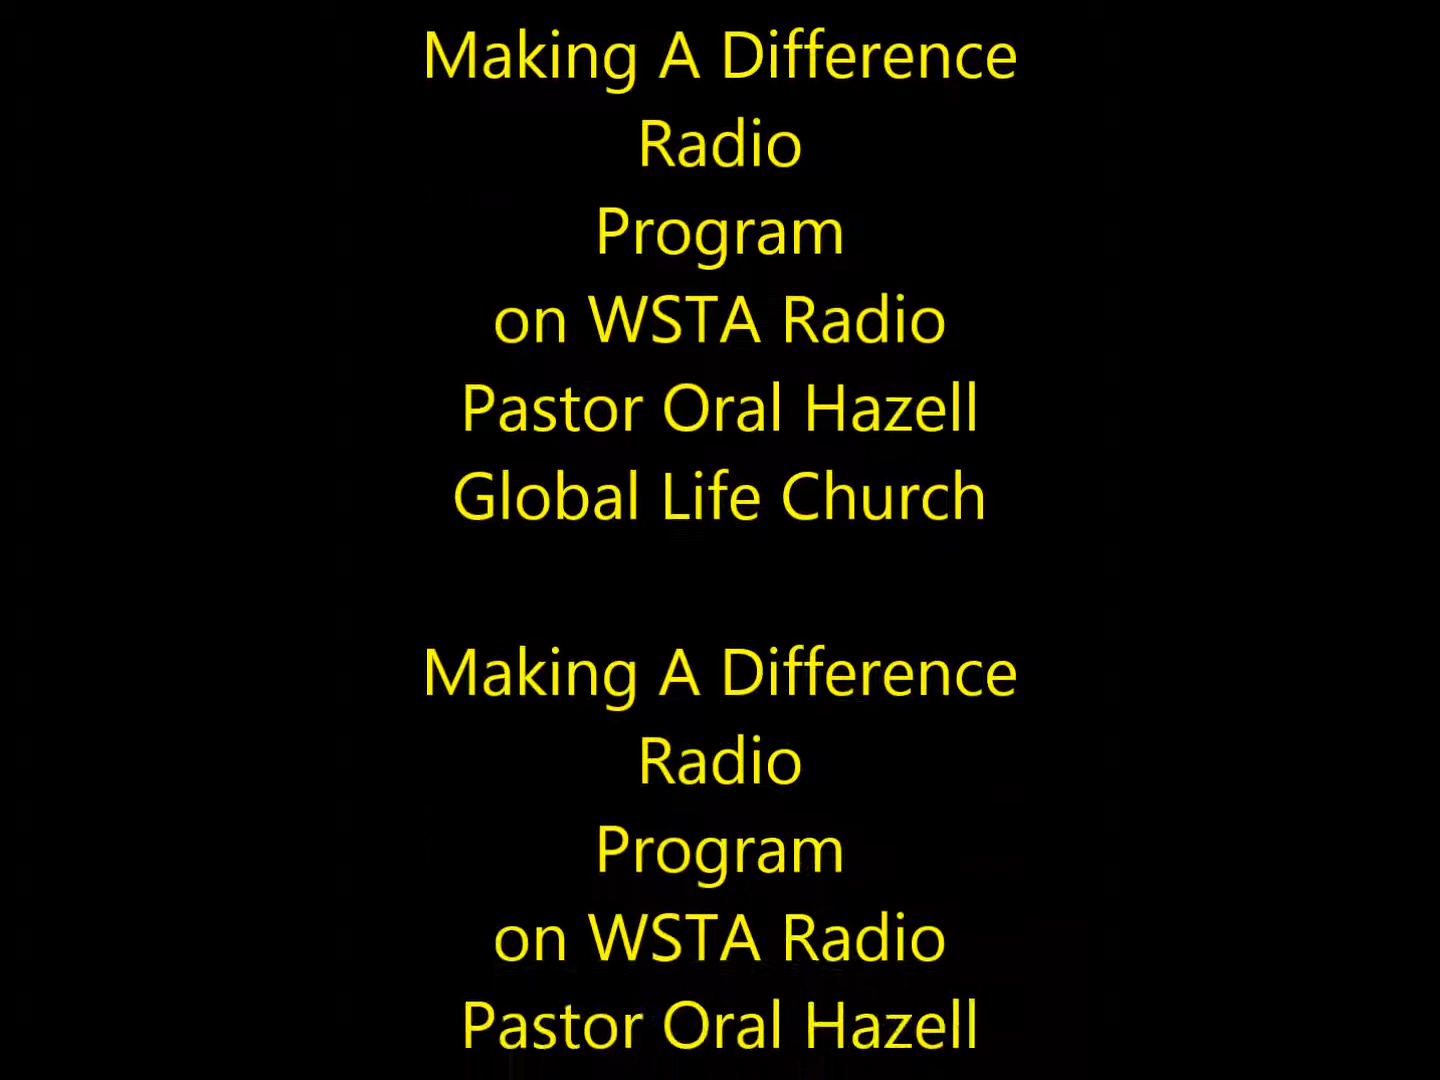 Making A Difference
Radio
Program
on WSTA Radio
Pastor Oral Hazell
Global Life Church
Making A Difference
Radio
Program
on WSTA Radio
Pastor Oral Hazell